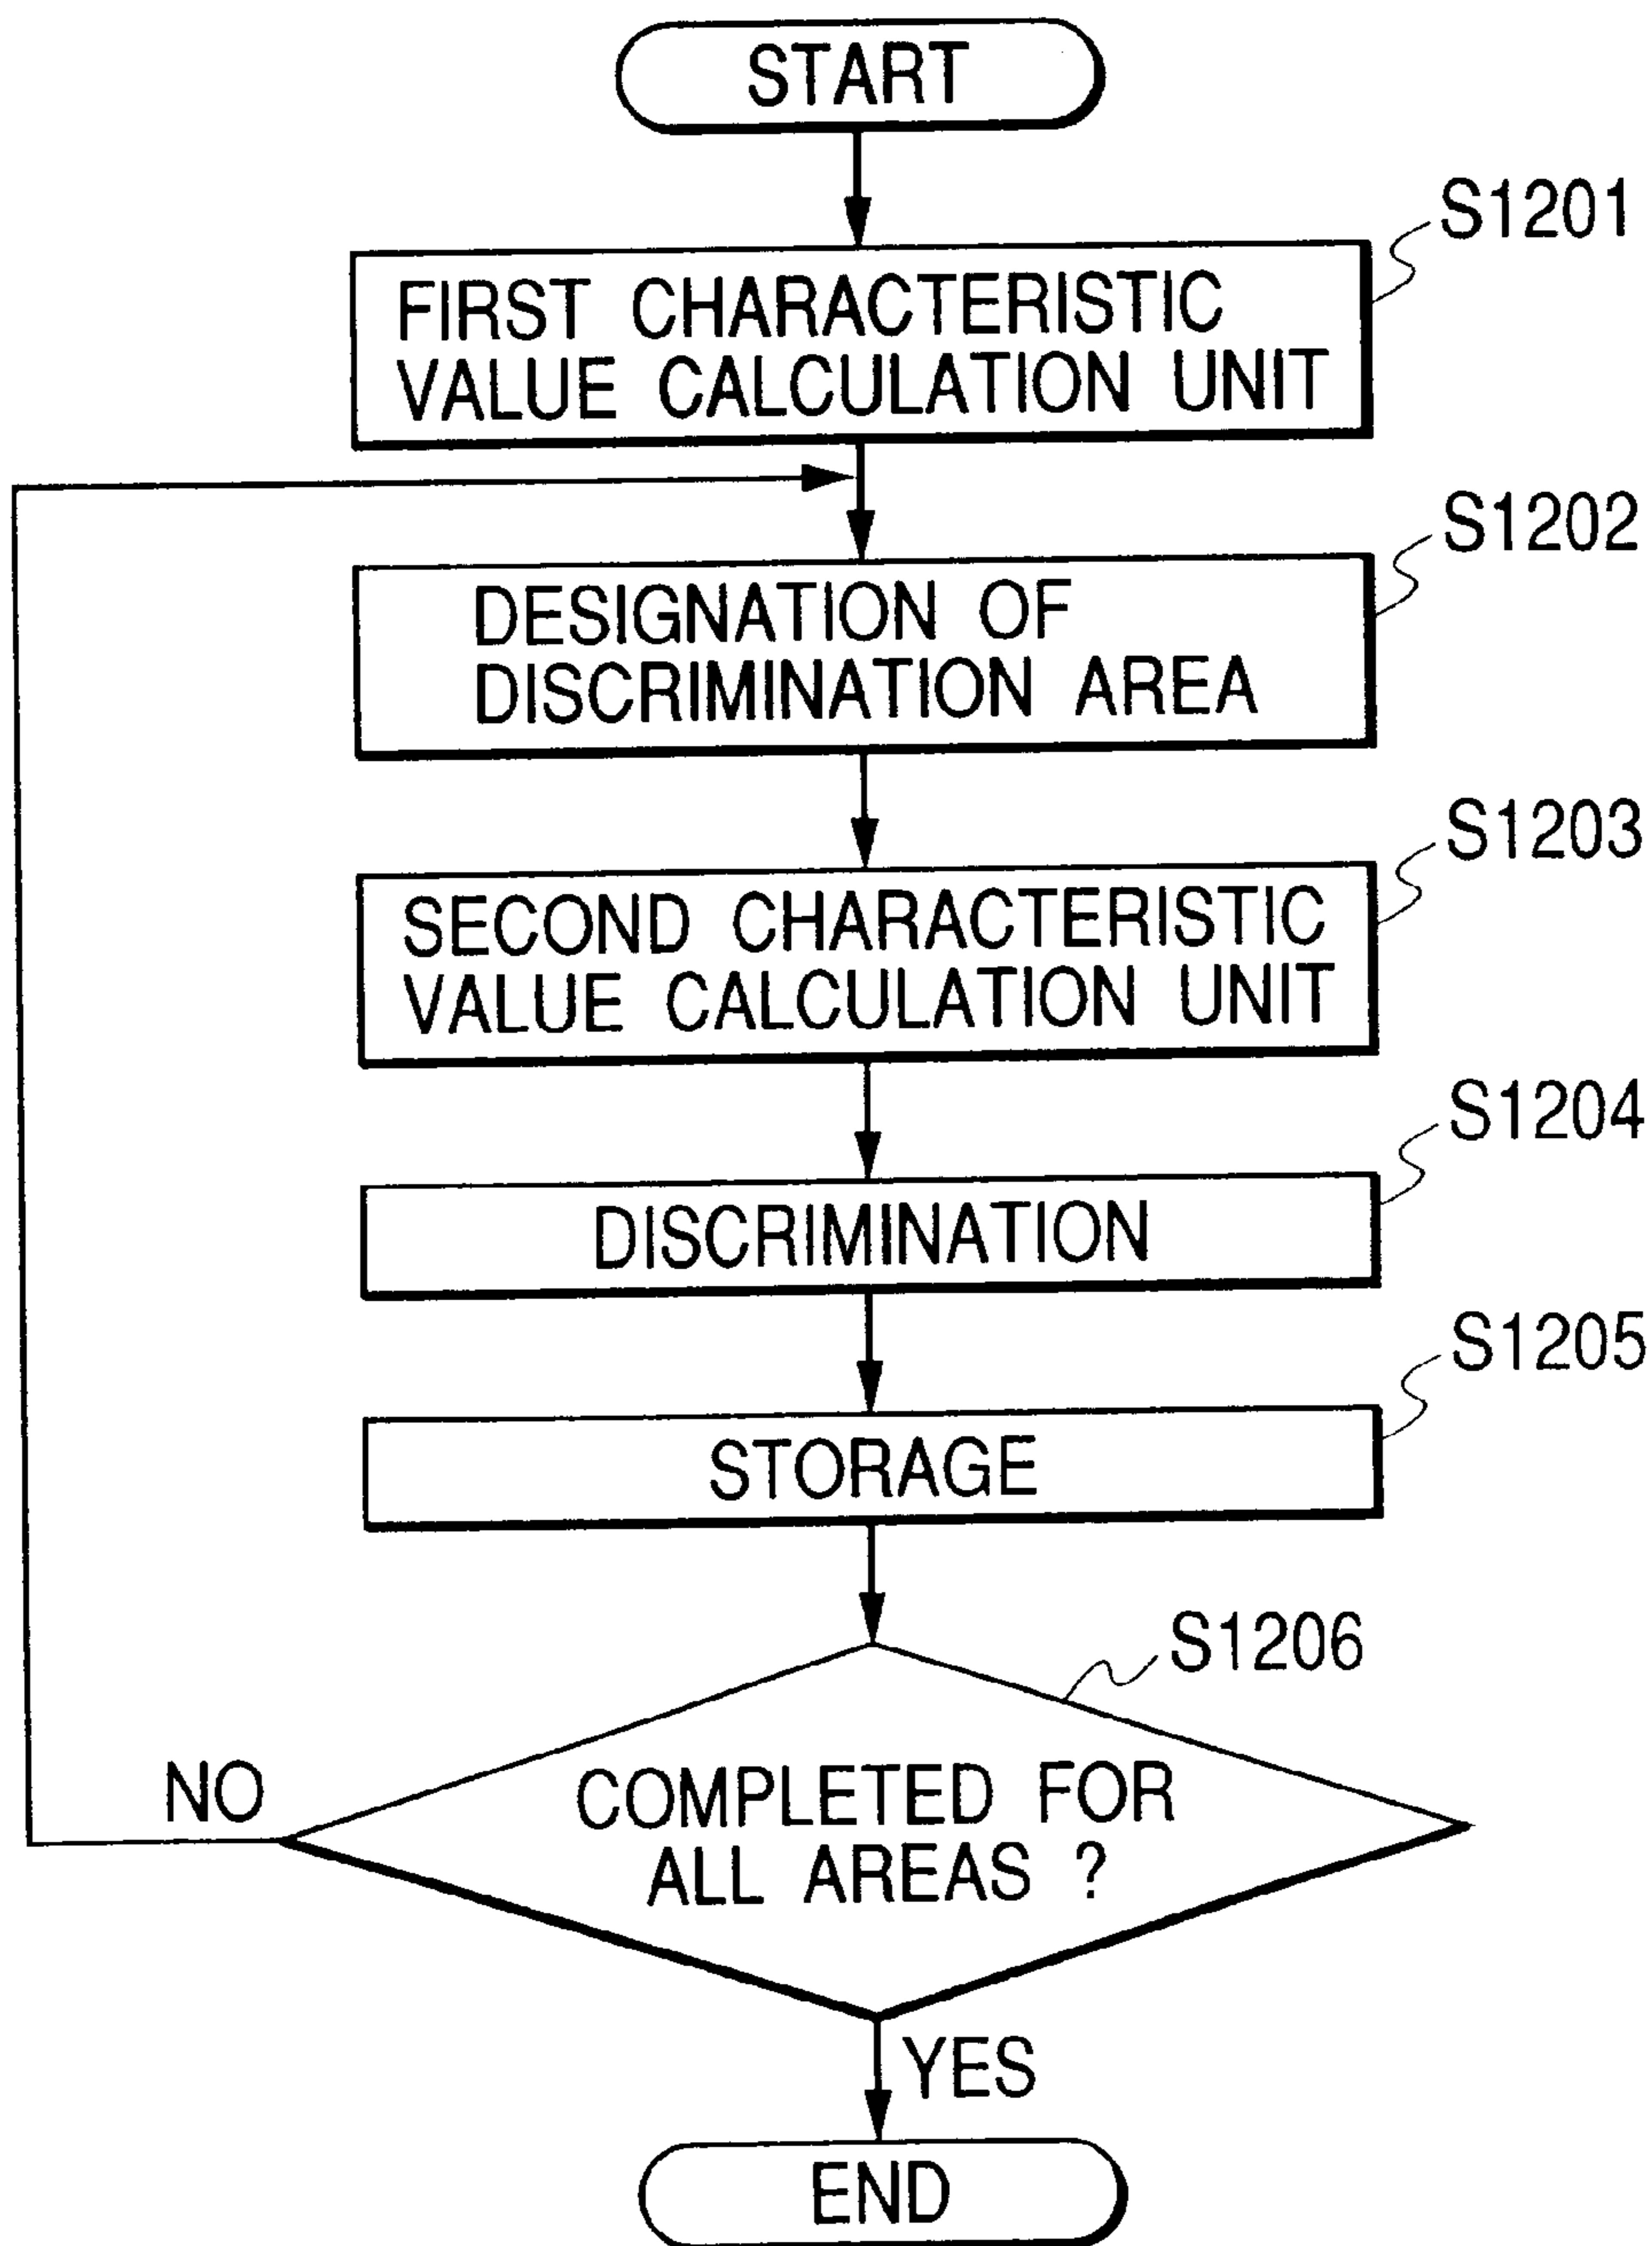 START
S1201
FIRST CHARACTERISTIC
VALUE CALCULATION UNIT
S1202
DESIGNATION OF
DISCRIMINATION AREA
S1203
SECOND CHARACTERISTIC
VALUE CALCULATION UNIT
S1204
DISCRIMINATION
S1205
STORAGE
S1206
NO
COMPLETED FOR
ALL AREAS ?
YES
END